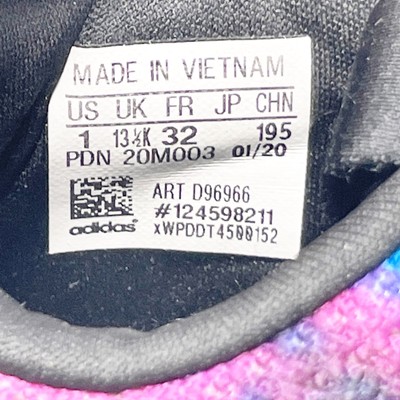 MADE IN VIETNAM
US UK FR JP CHN
1 13½K 32 195
PDN 20M003 01/20
ART D96966
#124598211
adidas xWPDDT4500152